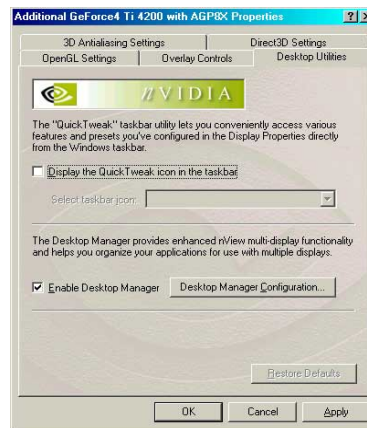 Additional GeForce4 Ti 4200 with AGP8X Properties
3D Antialiasing Settings
Direct3D Settings
OpenGL Settings
Overlay Controls
Desktop Utilities
NVIDIA
The "QuickTweak" taskbar utility lets you conveniently access various
features and presets you've configured in the Display Properties directly
from the Windows taskbar.
Display the QuickTweak icon in the taskbar
Select taskbar icon:
The Desktop Manager provides enhanced nView multi-display functionality
and helps you organize your applications for use with multiple displays.
Enable Desktop Manager
Desktop Manager Configuration...
Restore Defaults
OK
Cancel
Apply